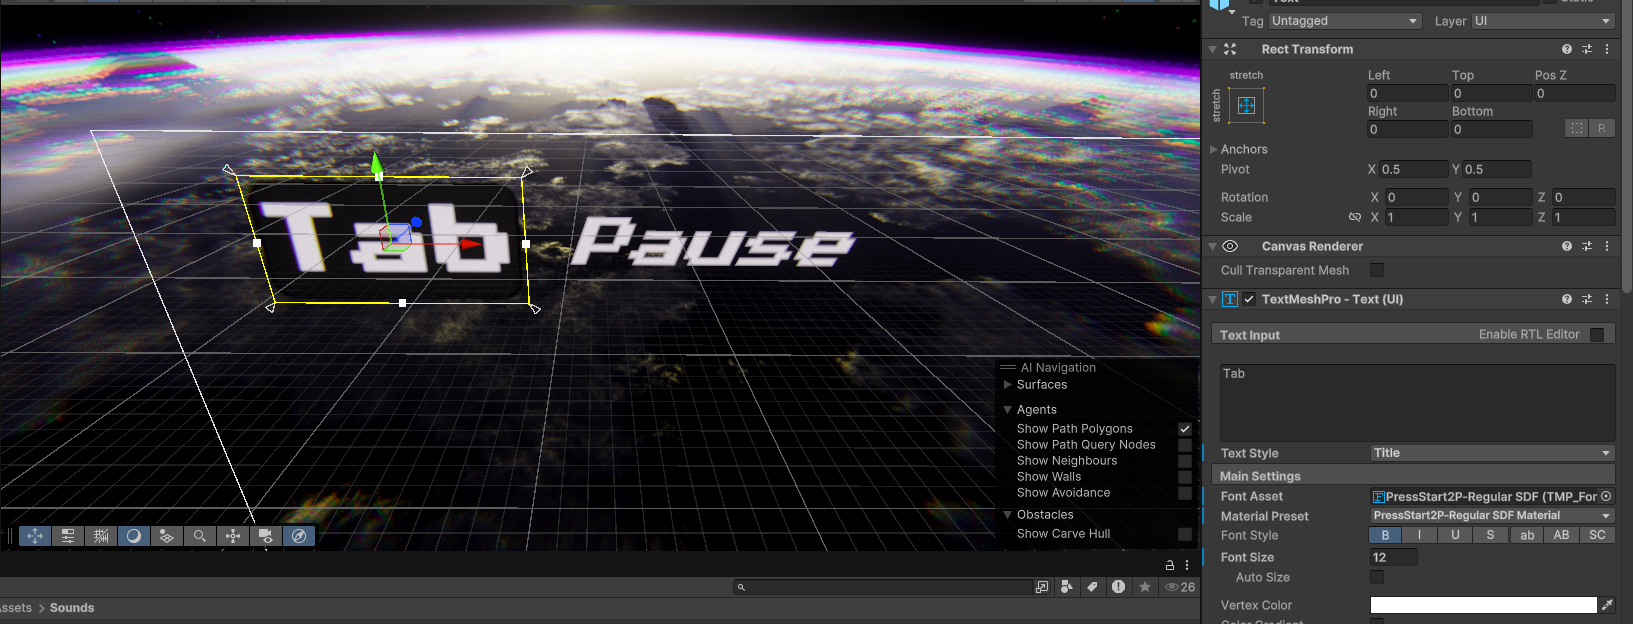 Tag Untagged Layer UI
Rect Transform
stretch Left Top Pos Z
stretch 0 0 0
Right Bottom
0 0 R
Anchors
Pivot X 0.5 Y 0.5
Rotation X 0 Y 0 Z 0
Scale X 1 Y 1 Z 1
Canvas Renderer
Cull Transparent Mesh
TextMeshPro - Text (UI)
Text Input Enable RTL Editor
Tab
Text Style Title
Main Settings
Font Asset PressStart2P-Regular SDF (TMP_For
Material Preset PressStart2P-Regular SDF Material
Font Style B I U S ab AB SC
Font Size 12
Auto Size
Vertex Color
Tab Pause
AI Navigation
Surfaces
Agents
Show Path Polygons
Show Path Query Nodes
Show Neighbours
Show Walls
Show Avoidance
Obstacles
Show Carve Hull
26
ssets > Sounds